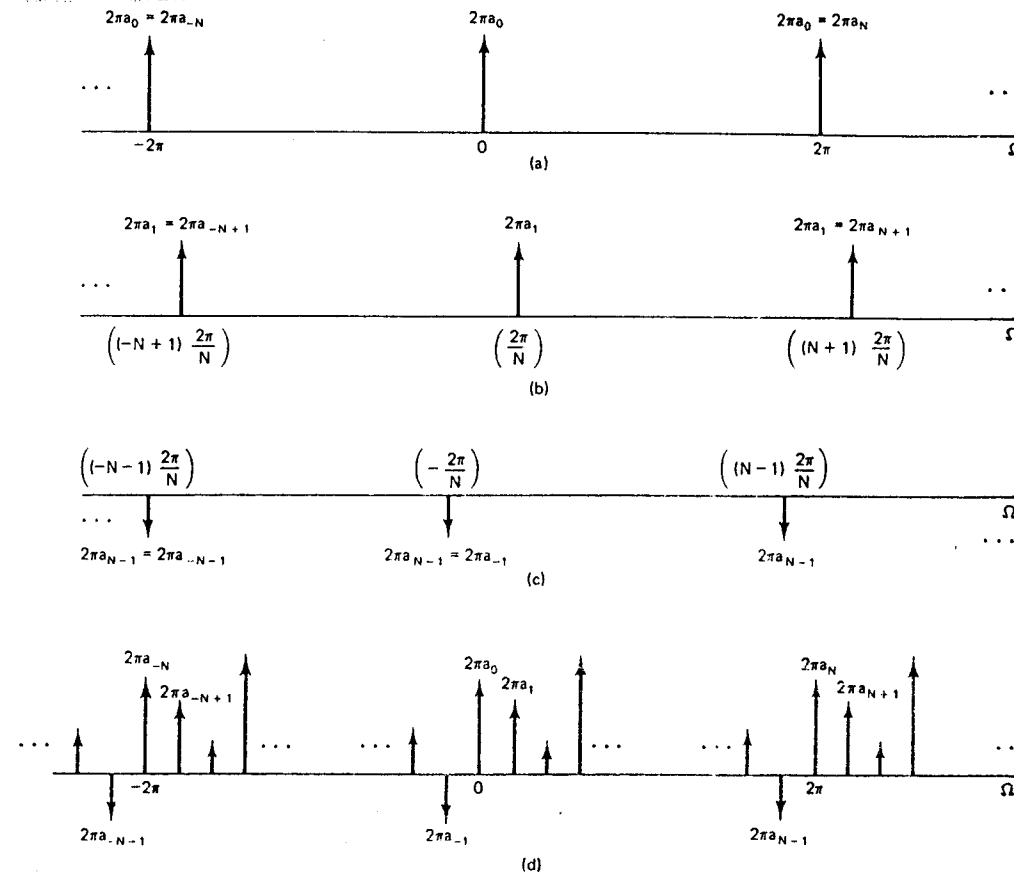 2πa₀ = 2πa₋N 2πa₀ 2πa₀ = 2πaN
. . . . .
−2π 0 2π Ω
(a)
2πa₁ = 2πa₋N + 1 2πa₁ 2πa₁ = 2πaN + 1
. . . . .
((-N + 1) 2π/N) (2π/N) ((N + 1) 2π/N) Ω
(b)
((-N − 1) 2π/N) (− 2π/N) ((N − 1) 2π/N)
. . . Ω
. . .
2πaN − 1 = 2πa₋N − 1 2πaN − 1 = 2πa₋1 2πaN − 1
(c)
2πa₋N 2πa₀ 2πaN
2πa₋N + 1 2πa₁ 2πaN + 1
. . . . . . . . . . . . . . . . .
−2π 0 2π Ω
2πa₋N − 1 2πa₋1 2πaN − 1
(d)